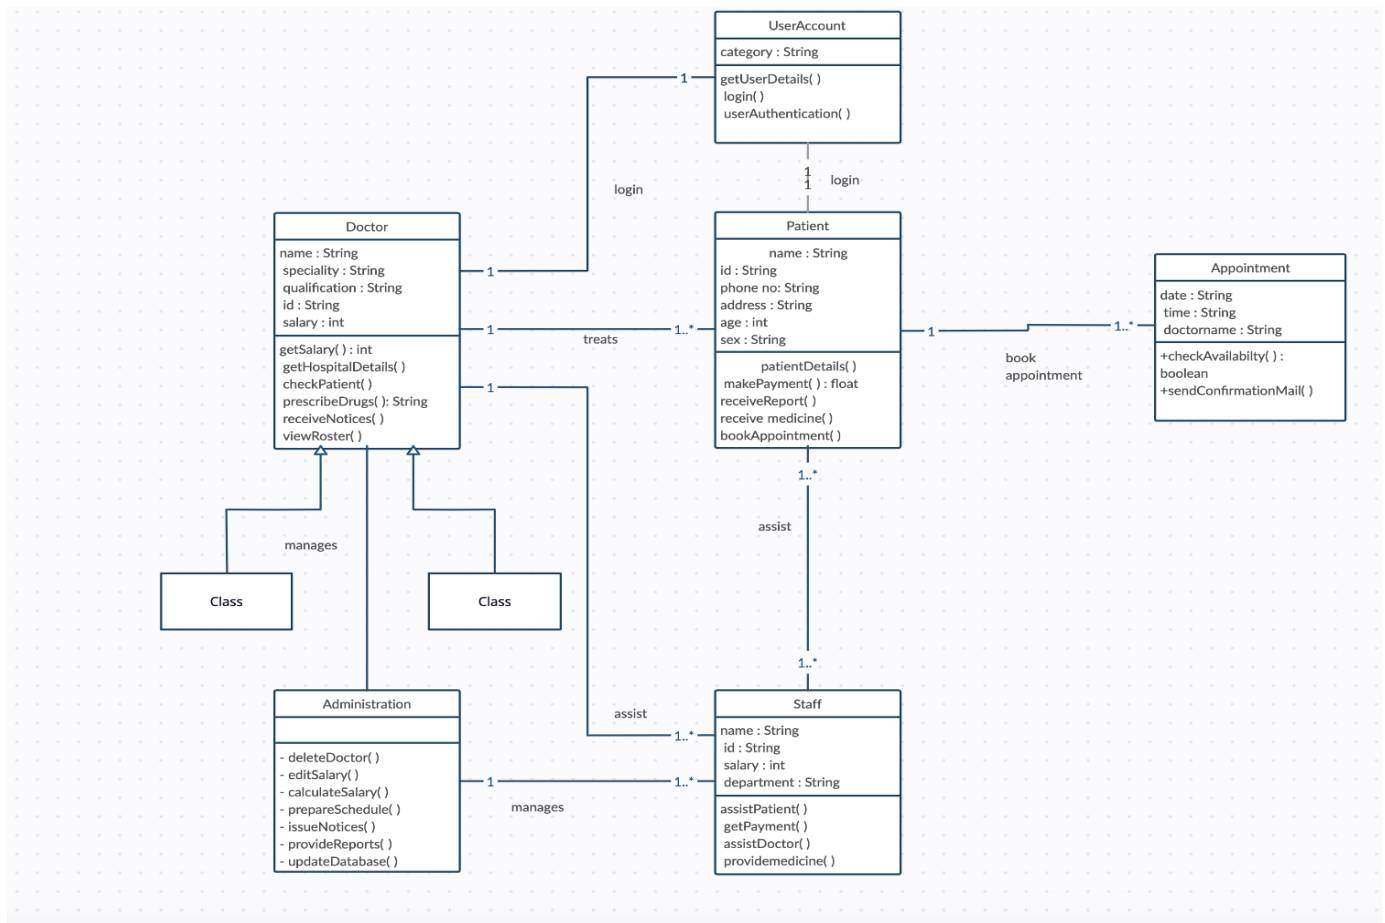 UserAccount
category : String
getUserDetails( )
login( )
userAuthentication( )
1
login
1
1
login
Doctor
name : String
speciality : String
qualification : String
id : String
salary : int
getSalary( ) : int
getHospitalDetails( )
checkPatient( )
prescribeDrugs( ): String
receiveNotices( )
viewRoster( )
1
1
treats
1..*
1
Patient
name : String
id : String
phone no: String
address : String
age : int
sex : String
patientDetails( )
makePayment( ) : float
receiveReport( )
receive medicine( )
bookAppointment( )
1
book
appointment
1..*
Appointment
date : String
time : String
doctorname : String
+checkAvailabilty( ) :
boolean
+sendConfirmationMail( )
manages
Class
Class
1..*
assist
1..*
assist
1..*
Administration
- deleteDoctor( )
- editSalary( )
- calculateSalary( )
- prepareSchedule( )
- issueNotices( )
- provideReports( )
- updateDatabase( )
1
manages
1..*
Staff
name : String
id : String
salary : int
department : String
assistPatient( )
getPayment( )
assistDoctor( )
providemedicine( )